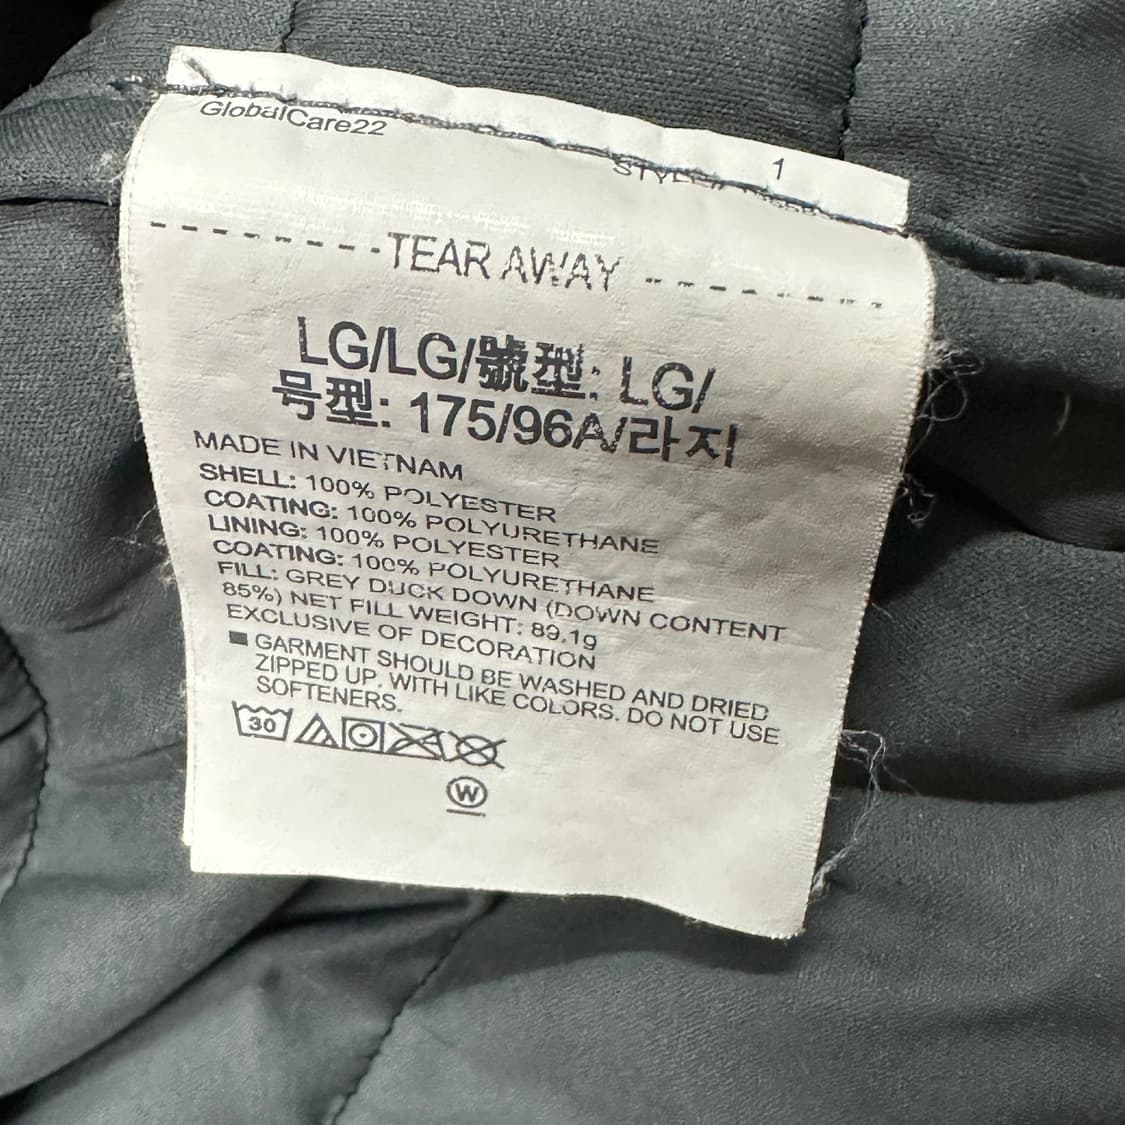 GlobalCare22
1
TEAR AWAY
LG/LG/號型: LG/
号型: 175/96A/라지
MADE IN VIETNAM
SHELL: 100% POLYESTER
COATING: 100% POLYURETHANE
LINING: 100% POLYESTER
COATING: 100% POLYURETHANE
FILL: GREY DUCK DOWN (DOWN CONTENT
85%) NET FILL WEIGHT: 89.1g
EXCLUSIVE OF DECORATION
GARMENT SHOULD BE WASHED AND DRIED
ZIPPED UP. WITH LIKE COLORS. DO NOT USE
SOFTENERS.
30
W